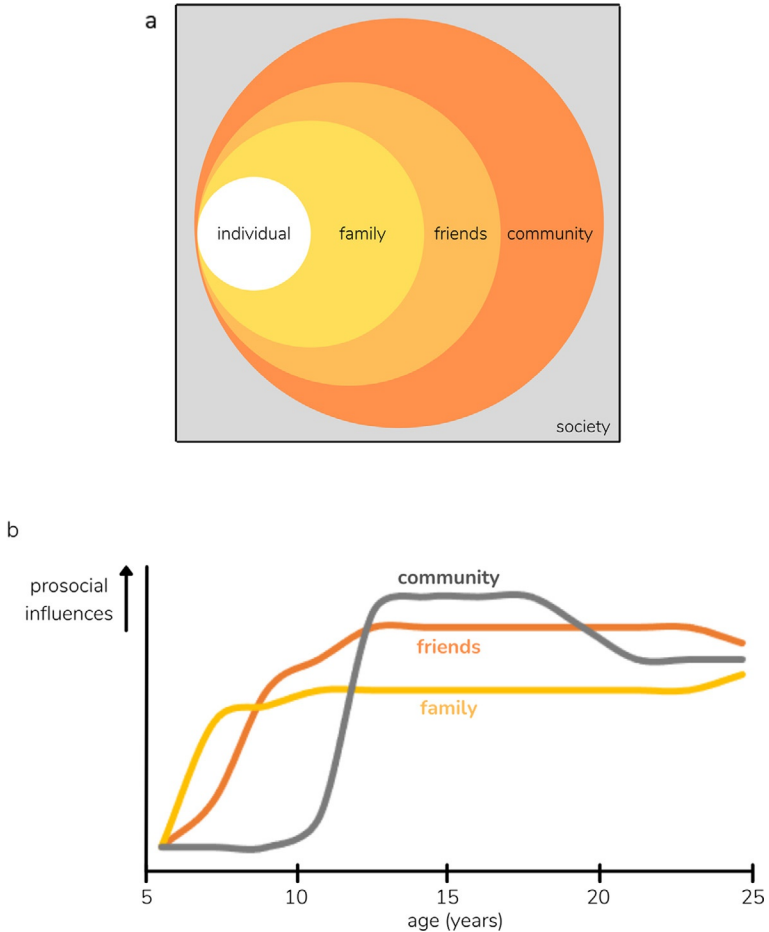 a
individual
family
friends
community
society
b
prosocial
influences
community
friends
family
5
10
15
20
25
age (years)